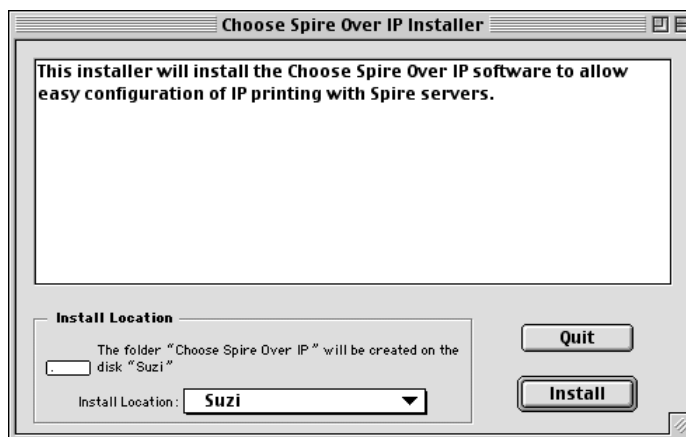 Choose Spire Over IP Installer
This installer will install the Choose Spire Over IP software to allow
easy configuration of IP printing with Spire servers.
Install Location
The folder “Choose Spire Over IP” will be created on the
disk “Suzi”
Install Location: Suzi
Quit
Install